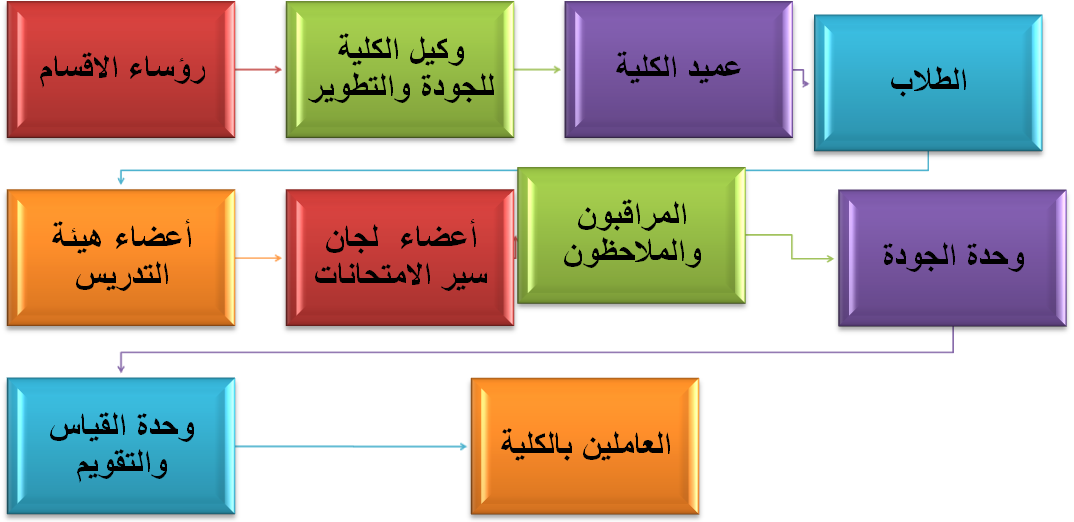 رؤساء الاقسام
وكيل الكلية
للجودة والتطوير
عميد الكلية
الطلاب
أعضاء هيئة
التدريس
أعضاء  لجان
سير الامتحانات
المراقبون
والملاحظون
وحدة الجودة
وحدة القياس
والتقويم
العاملين بالكلية